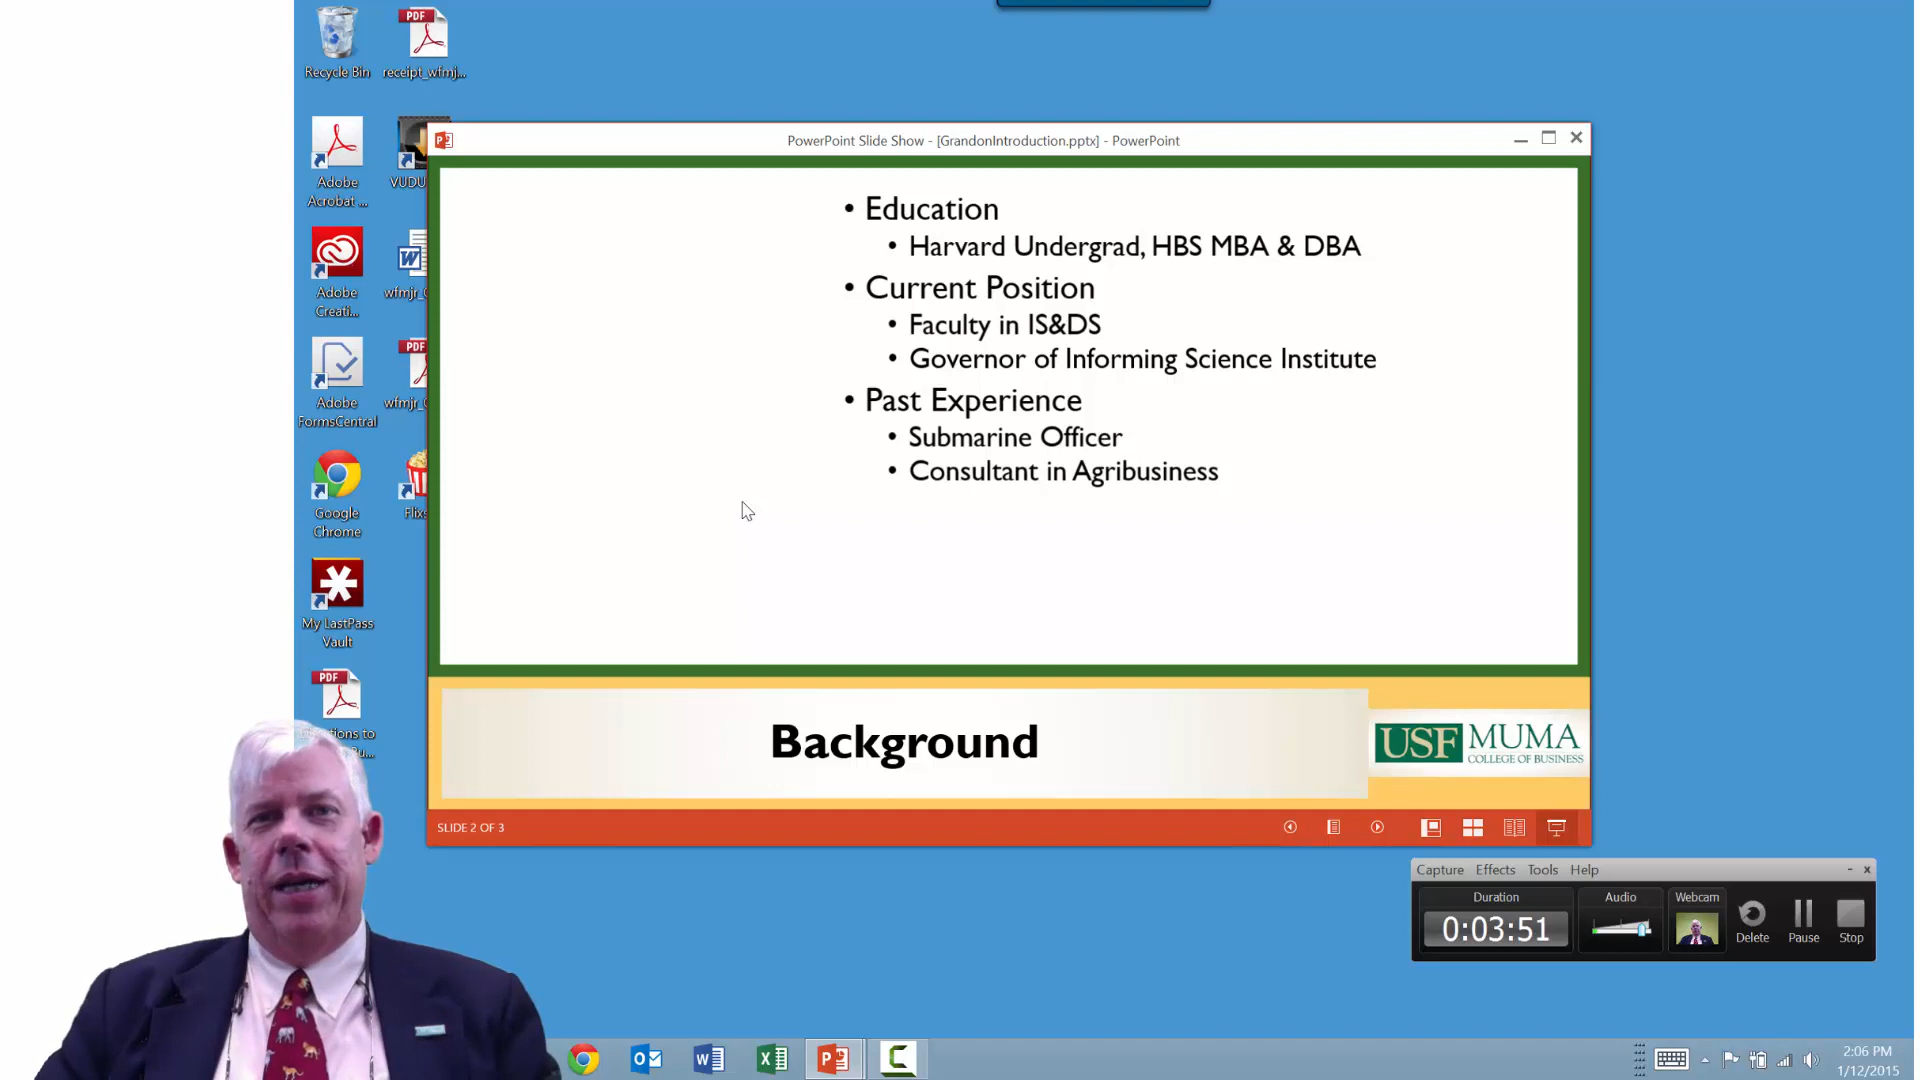 Recycle Bin
receipt_wfmj...
Adobe
Acrobat ...
VUDU
Adobe
Creati...
Adobe
FormsCentral
Google
Chrome
My LastPass
Vault
PDF
PDF
PDF
PowerPoint Slide Show - [GrandonIntroduction.pptx] - PowerPoint
• Education
• Harvard Undergrad, HBS MBA & DBA
• Current Position
• Faculty in IS&DS
• Governor of Informing Science Institute
• Past Experience
• Submarine Officer
• Consultant in Agribusiness
Background
USF MUMA
COLLEGE OF BUSINESS
SLIDE 2 OF 3
Capture Effects Tools Help
Duration
Audio
Webcam
0:03:51
Delete
Pause
Stop
2:06 PM
1/12/2015